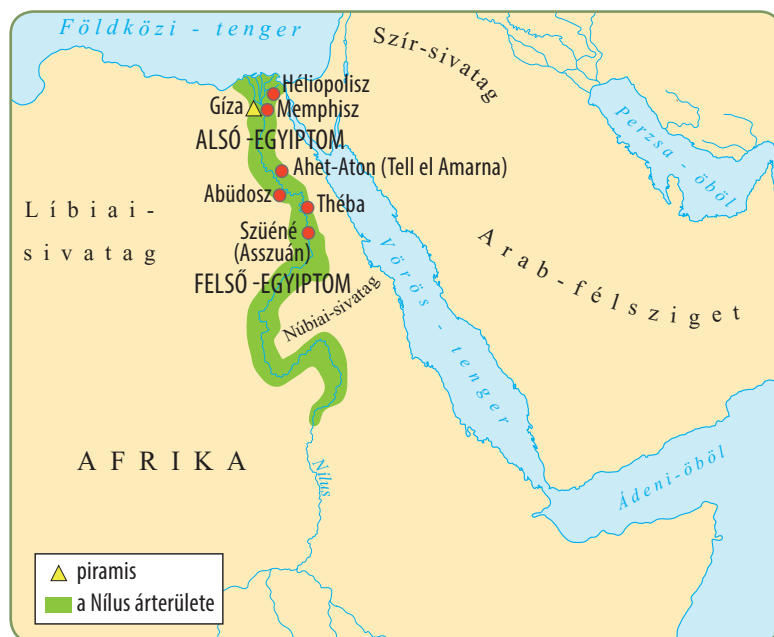 Földközi - tenger
Szír-sivatag
Héliopolisz
Gíza
Memphisz
ALSÓ -EGYIPTOM
Perzsa - öböl
Ahet-Aton (Tell el Amarna)
Abüdosz
Théba
Líbiai-
sivatag
Szüéné
(Asszuán)
Arab-félsziget
FELSŐ -EGYIPTOM
Vörös - tenger
Núbiai-sivatag
AFRIKA
Nílus
Ádeni-öböl
piramis
a Nílus árterülete